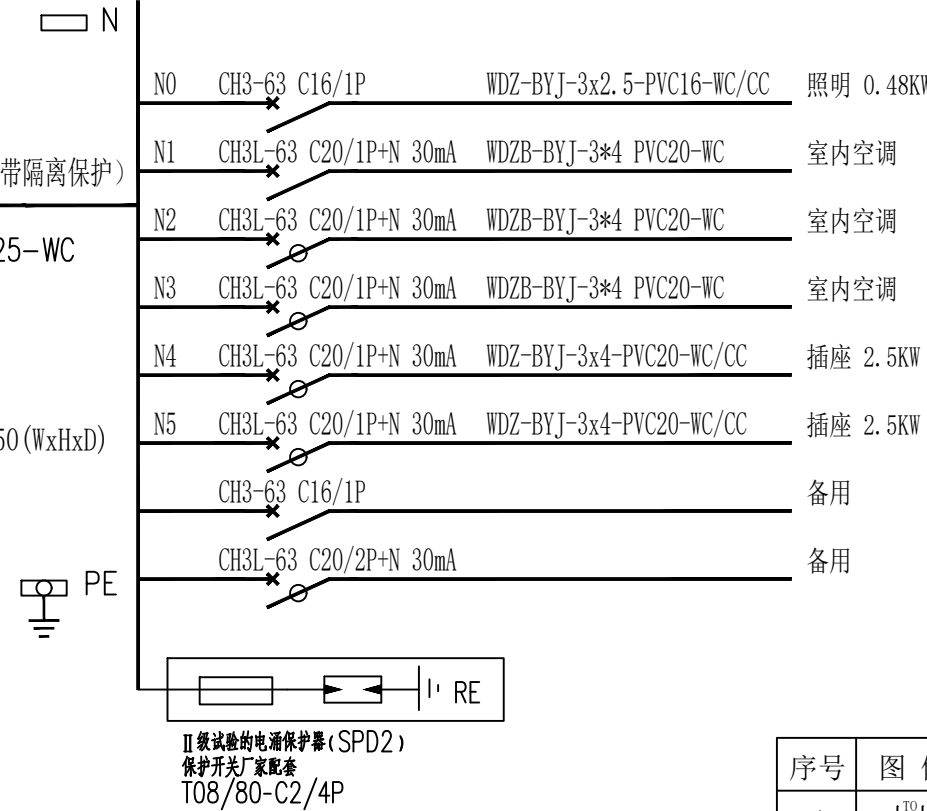 N
N0 CH3-63 C16/1P WDZ-BYJ-3x2.5-PVC16-WC/CC 照明 0.48KW
N1 CH3L-63 C20/1P+N 30mA WDZB-BYJ-3*4 PVC20-WC 室内空调
带隔离保护）
N2 CH3L-63 C20/1P+N 30mA WDZB-BYJ-3*4 PVC20-WC 室内空调
25-WC
N3 CH3L-63 C20/1P+N 30mA WDZB-BYJ-3*4 PVC20-WC 室内空调
N4 CH3L-63 C20/1P+N 30mA WDZ-BYJ-3x4-PVC20-WC/CC 插座 2.5KW
N5 CH3L-63 C20/1P+N 30mA WDZ-BYJ-3x4-PVC20-WC/CC 插座 2.5KW
50(WxHxD)
CH3-63 C16/1P 备用
CH3L-63 C20/2P+N 30mA 备用
PE
RE
Ⅱ级试验的电涌保护器(SPD2)
保护开关厂家配套
T08/80-C2/4P
序号 图
TO